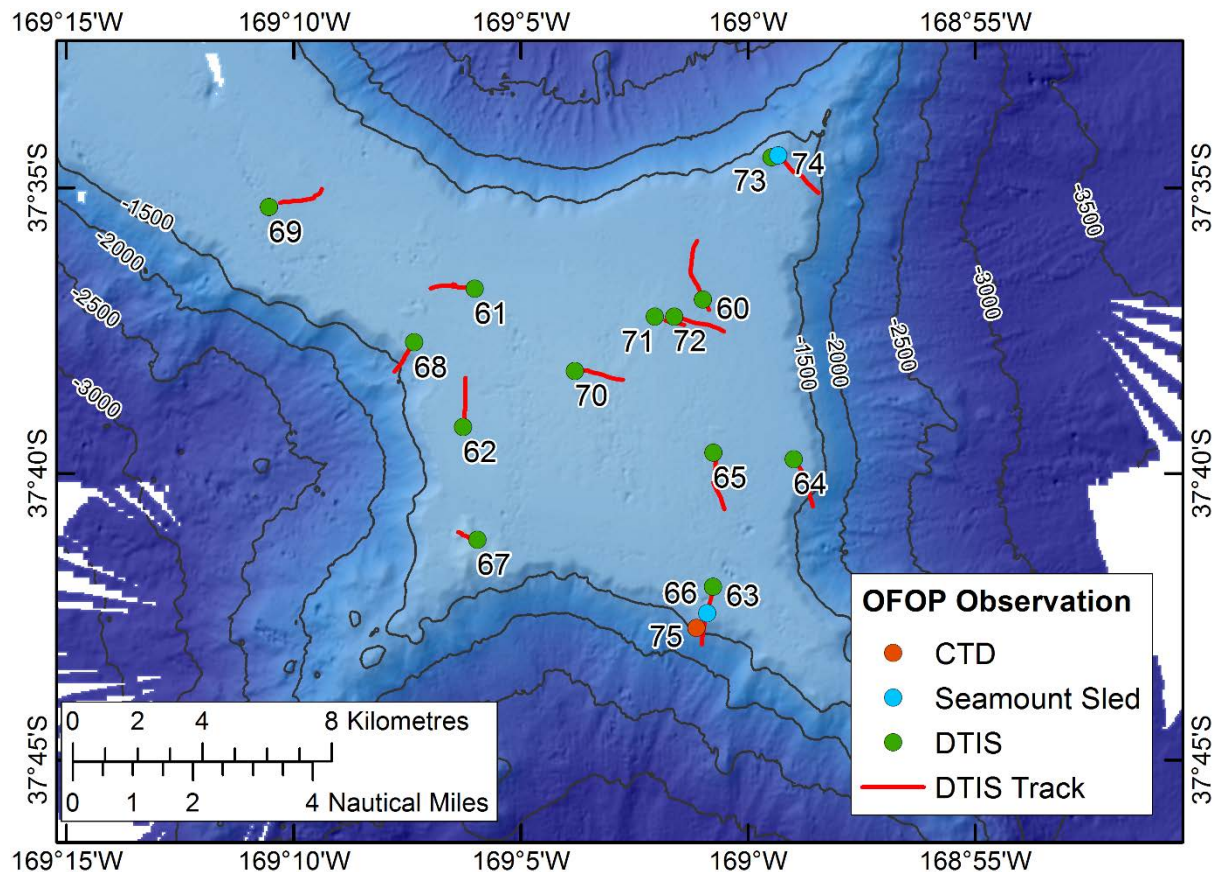 169°15'W 169°10'W 169°5'W 169°W 168°55'W
37°35'S
37°40'S
37°45'S
37°35'S
37°40'S
37°45'S
-1500
-2000
-2500
-3000
-1500
-2000
-2500
-3000
-3500
73
74
69
61
60
71
72
68
70
62
65
64
67
66
63
75
OFOP Observation
CTD
Seamount Sled
DTIS
DTIS Track
0 2 4 8 Kilometres
0 1 2 4 Nautical Miles
169°15'W 169°10'W 169°5'W 169°W 168°55'W